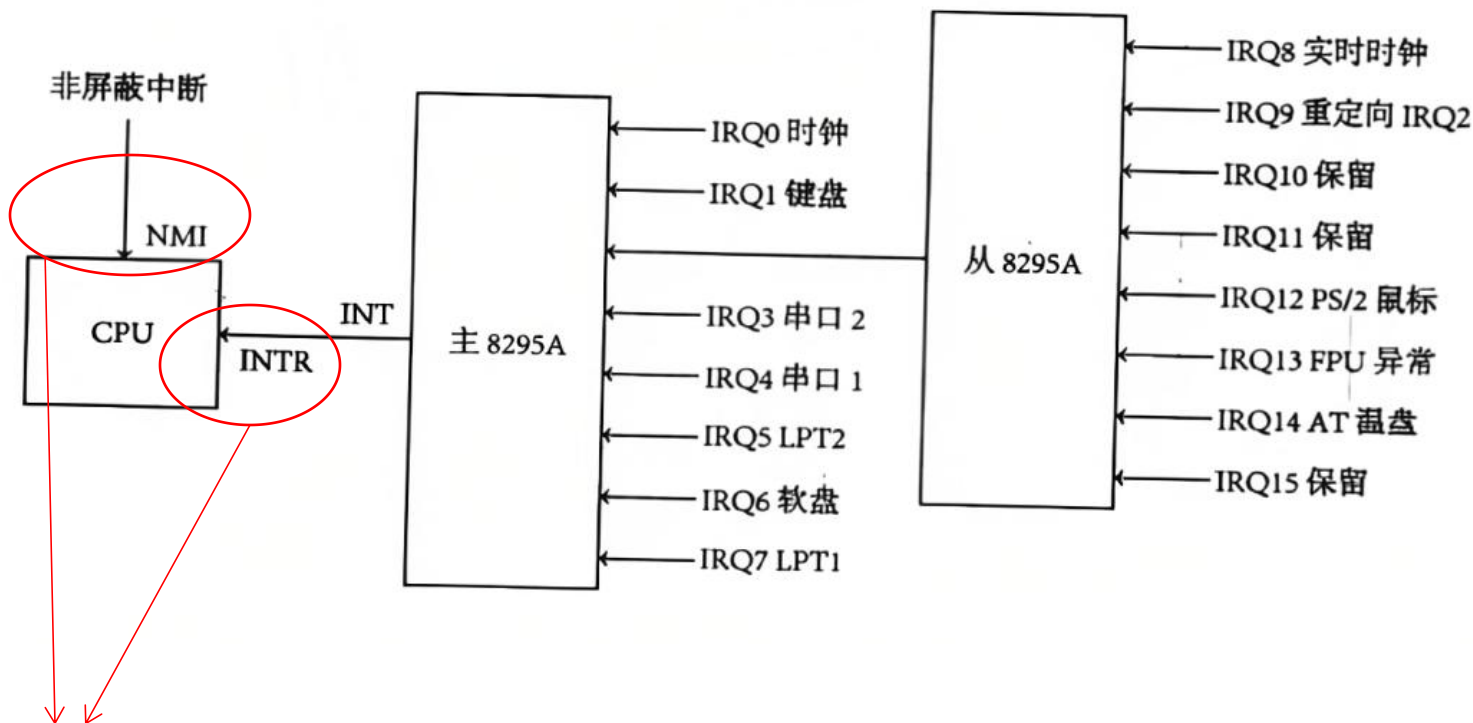 非屏蔽中断
NMI
CPU
INT
INTR
主 8295A
IRQ0 时钟
IRQ1 键盘
IRQ3 串口 2
IRQ4 串口 1
IRQ5 LPT2
IRQ6 软盘
IRQ7 LPT1
从 8295A
IRQ8 实时时钟
IRQ9 重定向 IRQ2
IRQ10 保留
IRQ11 保留
IRQ12 PS/2 鼠标
IRQ13 FPU 异常
IRQ14 AT 温盘
IRQ15 保留